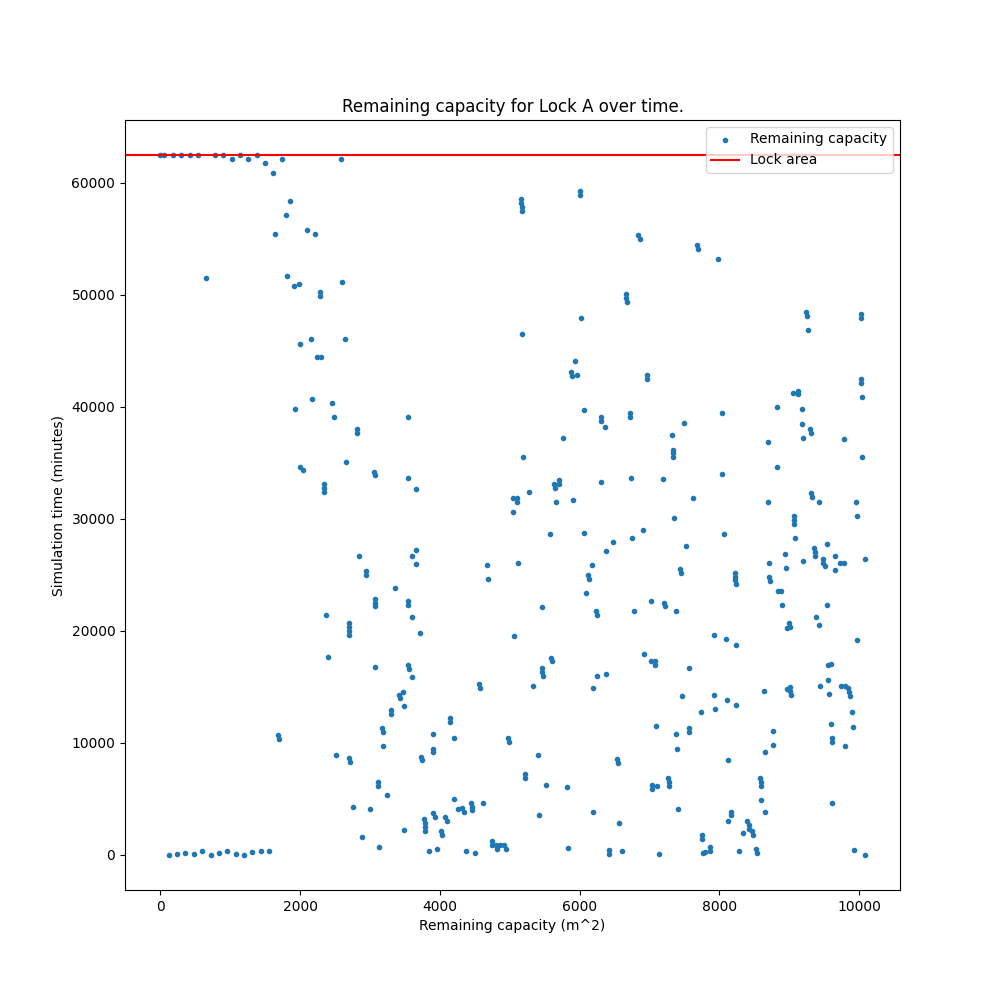 Remaining capacity for Lock A over time.
Remaining capacity
Lock area
Simulation time (minutes)
60000
50000
40000
30000
20000
10000
0
0 2000 4000 6000 8000 10000
Remaining capacity (m^2)